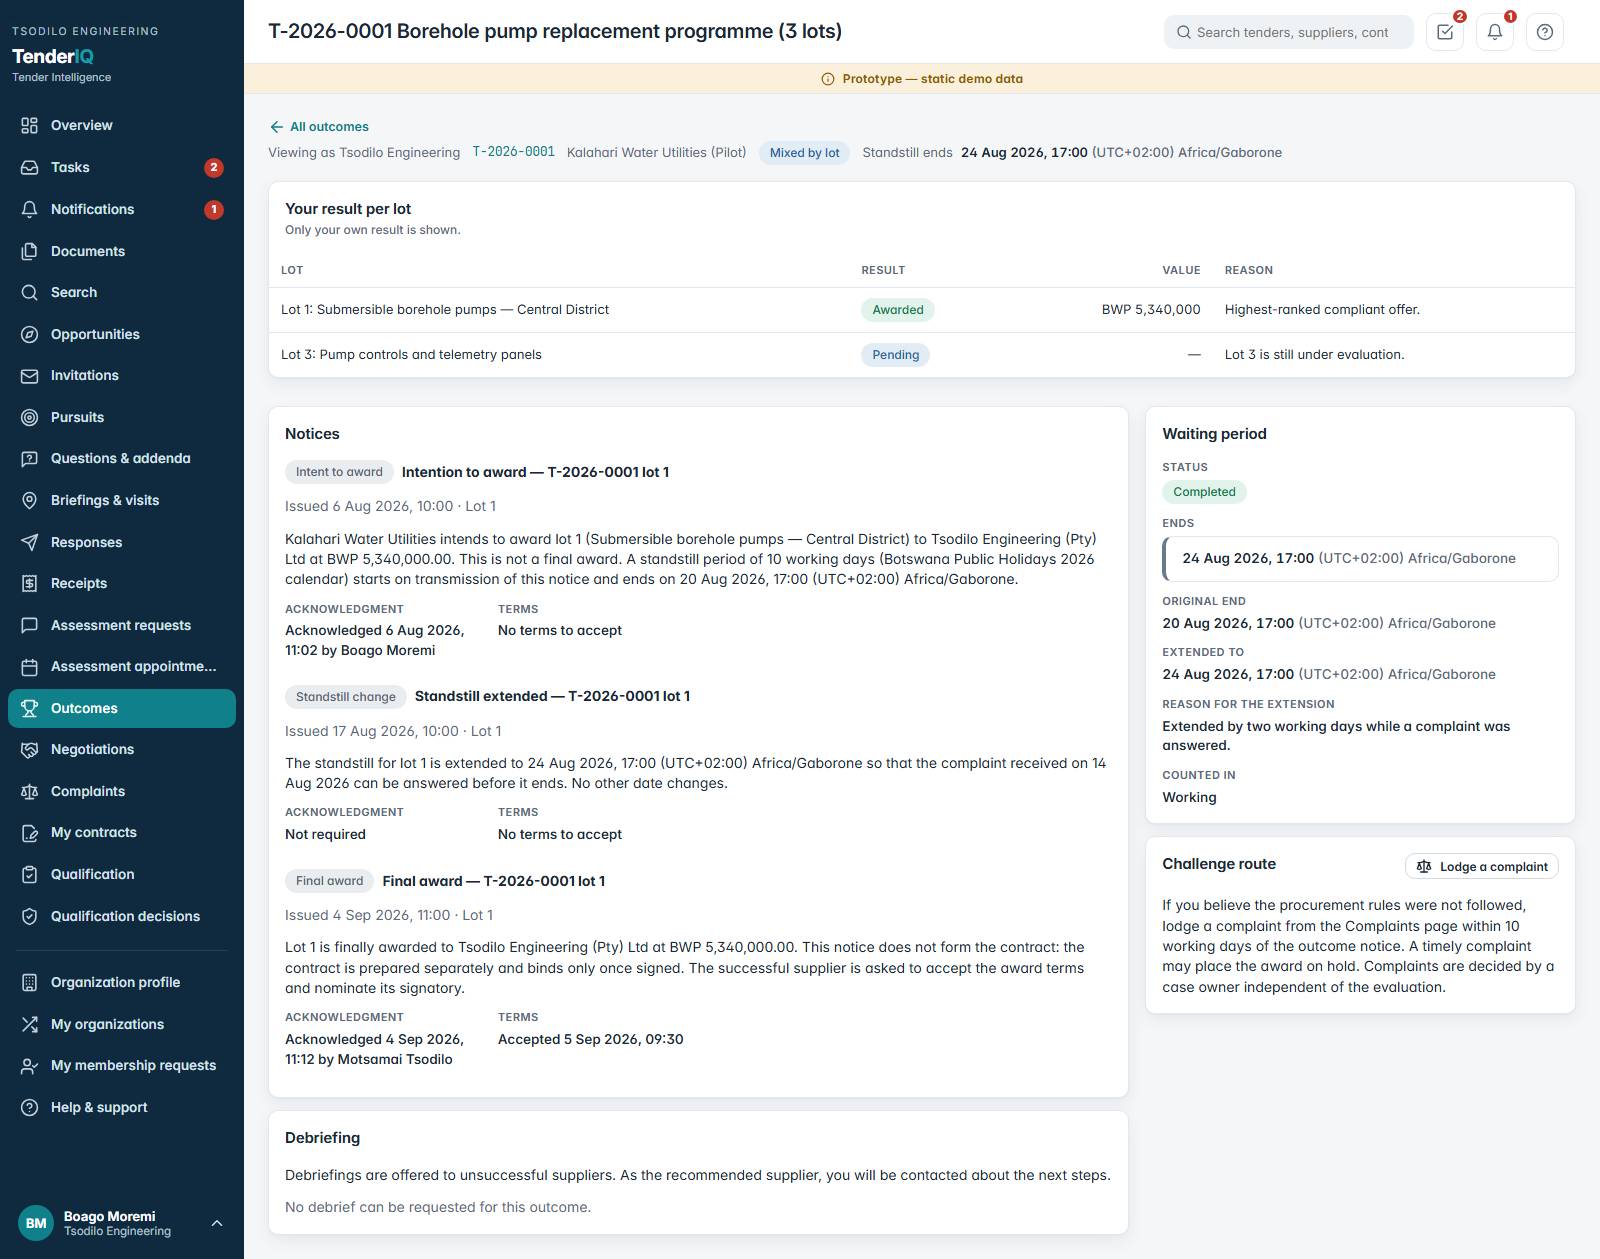 TSODILO ENGINEERING
TenderIQ
Tender Intelligence
Overview
Tasks 2
Notifications 1
Documents
Search
Opportunities
Invitations
Pursuits
Questions & addenda
Briefings & visits
Responses
Receipts
Assessment requests
Assessment appointme...
Outcomes
Negotiations
Complaints
My contracts
Qualification
Qualification decisions
Organization profile
My organizations
My membership requests
Help & support
BM
Boago Moremi
Tsodilo Engineering
T-2026-0001 Borehole pump replacement programme (3 lots)
Search tenders, suppliers, cont
2
1
Prototype — static demo data
All outcomes
Viewing as Tsodilo Engineering T-2026-0001 Kalahari Water Utilities (Pilot) Mixed by lot Standstill ends 24 Aug 2026, 17:00 (UTC+02:00) Africa/Gaborone
Your result per lot
Only your own result is shown.
LOT RESULT VALUE REASON
Lot 1: Submersible borehole pumps — Central District Awarded BWP 5,340,000 Highest-ranked compliant offer.
Lot 3: Pump controls and telemetry panels Pending — Lot 3 is still under evaluation.
Notices
Intent to award Intention to award — T-2026-0001 lot 1
Issued 6 Aug 2026, 10:00 · Lot 1
Kalahari Water Utilities intends to award lot 1 (Submersible borehole pumps — Central District) to Tsodilo Engineering (Pty)
Ltd at BWP 5,340,000.00. This is not a final award. A standstill period of 10 working days (Botswana Public Holidays 2026
calendar) starts on transmission of this notice and ends on 20 Aug 2026, 17:00 (UTC+02:00) Africa/Gaborone.
ACKNOWLEDGMENT TERMS
Acknowledged 6 Aug 2026, No terms to accept
11:02 by Boago Moremi
Standstill change Standstill extended — T-2026-0001 lot 1
Issued 17 Aug 2026, 10:00 · Lot 1
The standstill for lot 1 is extended to 24 Aug 2026, 17:00 (UTC+02:00) Africa/Gaborone so that the complaint received on 14
Aug 2026 can be answered before it ends. No other date changes.
ACKNOWLEDGMENT TERMS
Not required No terms to accept
Final award Final award — T-2026-0001 lot 1
Issued 4 Sep 2026, 11:00 · Lot 1
Lot 1 is finally awarded to Tsodilo Engineering (Pty) Ltd at BWP 5,340,000.00. This notice does not form the contract: the
contract is prepared separately and binds only once signed. The successful supplier is asked to accept the award terms
and nominate its signatory.
ACKNOWLEDGMENT TERMS
Acknowledged 4 Sep 2026, Accepted 5 Sep 2026, 09:30
11:12 by Motsamai Tsodilo
Debriefing
Debriefings are offered to unsuccessful suppliers. As the recommended supplier, you will be contacted about the next steps.
No debrief can be requested for this outcome.
Waiting period
STATUS
Completed
ENDS
24 Aug 2026, 17:00 (UTC+02:00) Africa/Gaborone
ORIGINAL END
20 Aug 2026, 17:00 (UTC+02:00) Africa/Gaborone
EXTENDED TO
24 Aug 2026, 17:00 (UTC+02:00) Africa/Gaborone
REASON FOR THE EXTENSION
Extended by two working days while a complaint was
answered.
COUNTED IN
Working
Challenge route
Lodge a complaint
If you believe the procurement rules were not followed,
lodge a complaint from the Complaints page within 10
working days of the outcome notice. A timely complaint
may place the award on hold. Complaints are decided by a
case owner independent of the evaluation.